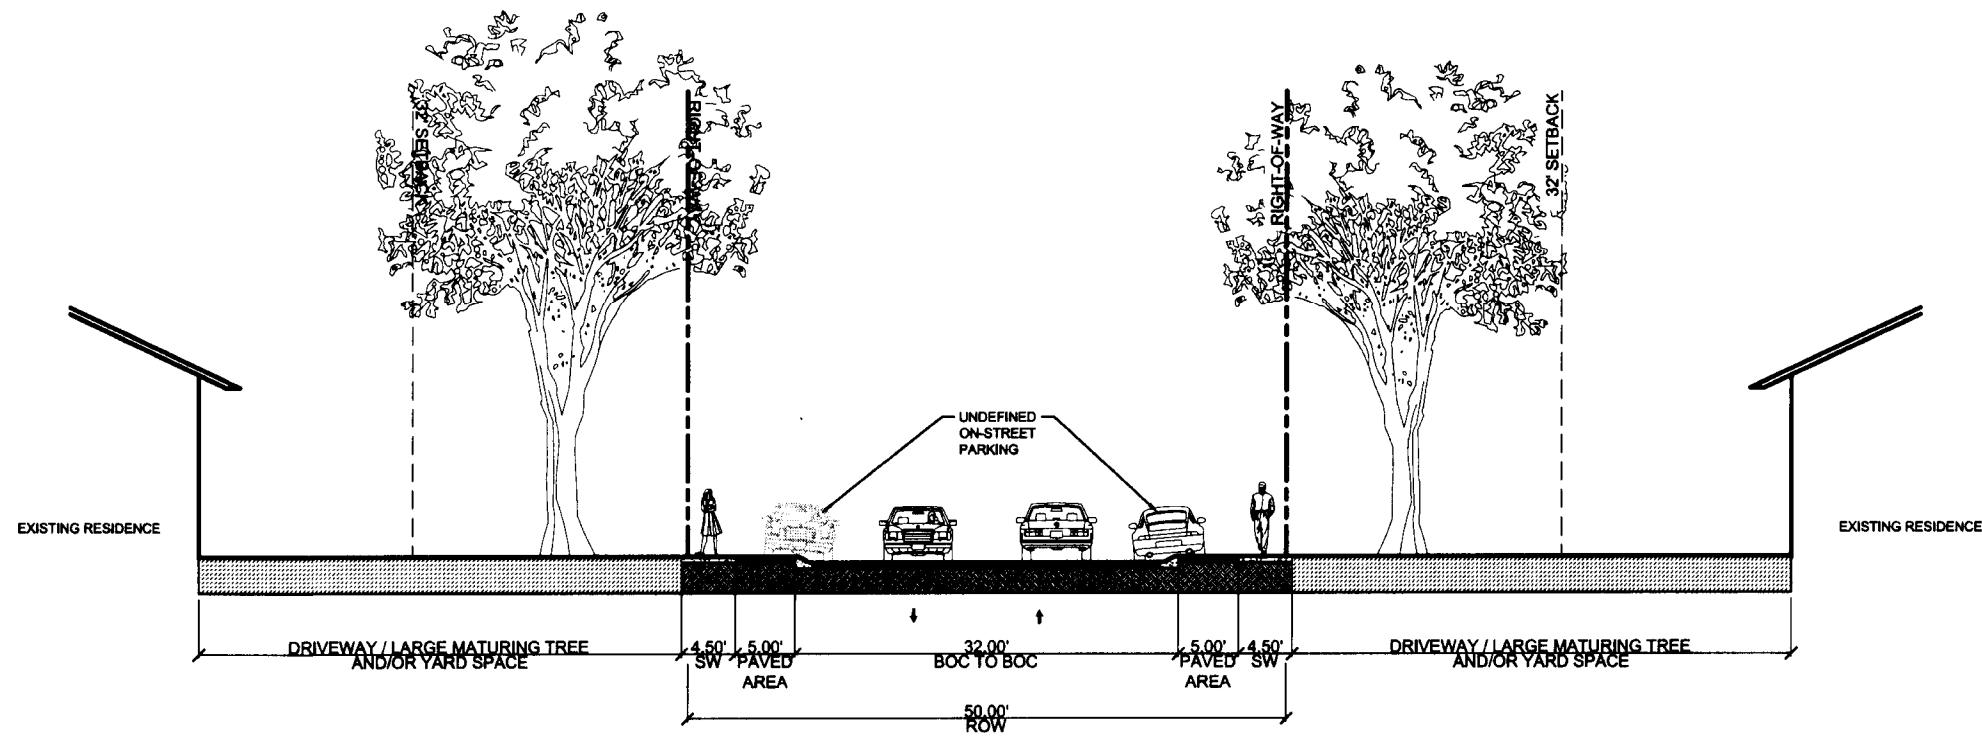 32' SETBACK
RIGHT-OF-WAY
RIGHT-OF-WAY
32' SETBACK
UNDEFINED
ON-STREET
PARKING
EXISTING RESIDENCE
EXISTING RESIDENCE
DRIVEWAY / LARGE MATURING TREE
AND/OR YARD SPACE
4.50'
SW
5.00'
PAVED
AREA
32.00'
BOC TO BOC
5.00'
PAVED
AREA
4.50'
SW
DRIVEWAY / LARGE MATURING TREE
AND/OR YARD SPACE
50.00'
ROW